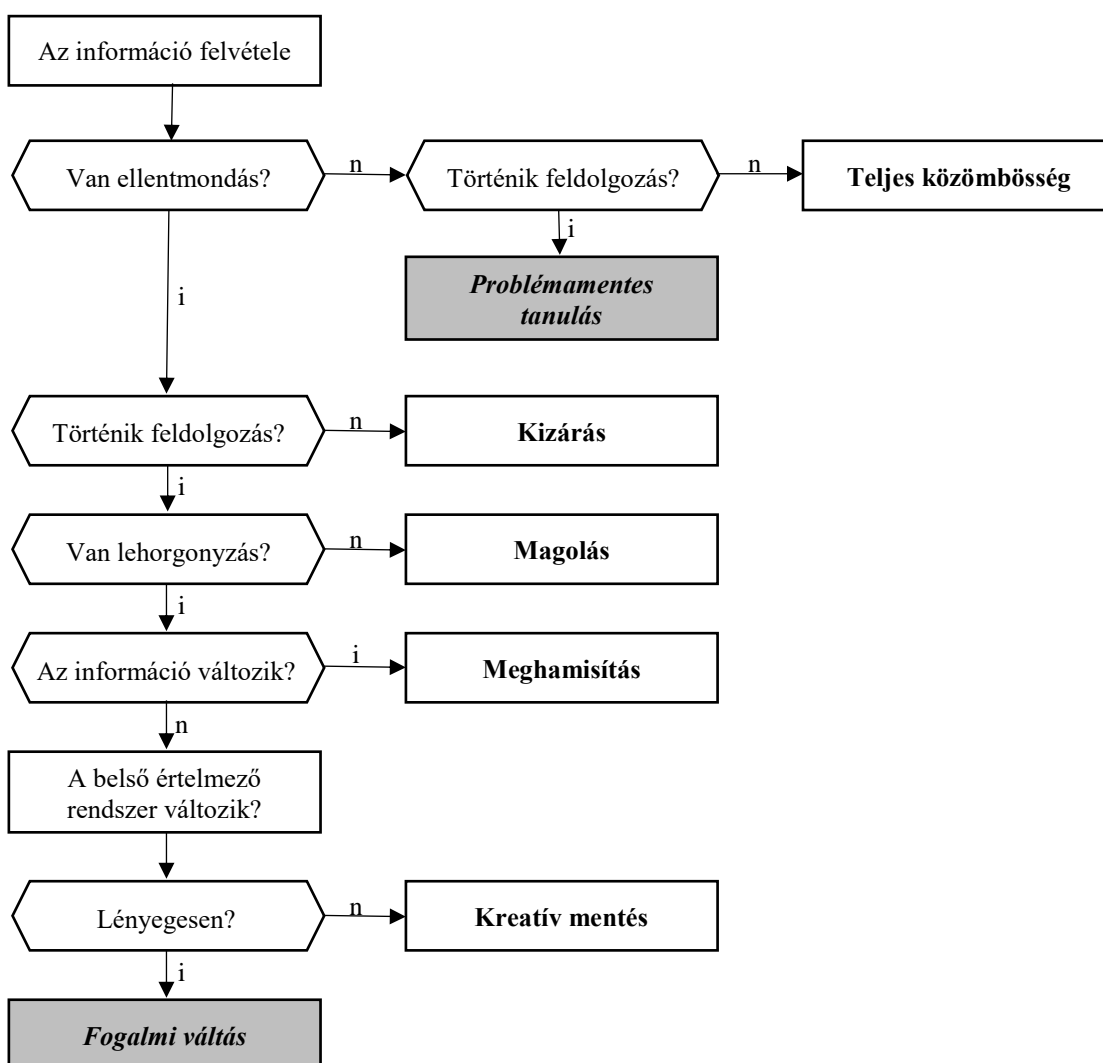 Az információ felvétele
Van ellentmondás?
n
Történik feldolgozás?
n
Teljes közömbösség
i
Problémamentes
tanulás
i
Történik feldolgozás?
n
Kizárás
i
Van lehorgonyzás?
n
Magolás
i
Az információ változik?
i
Meghamisítás
n
A belső értelmező
rendszer változik?
Lényegesen?
n
Kreatív mentés
i
Fogalmi váltás